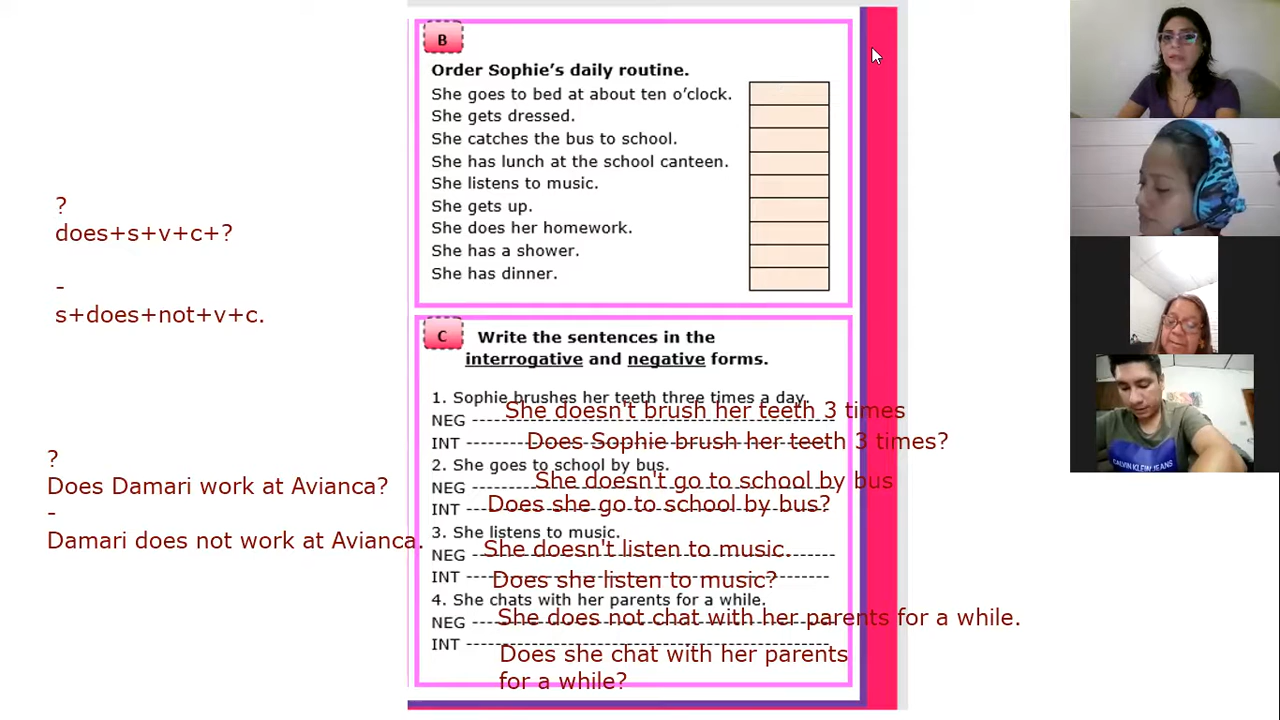 ?
does+s+v+c+?
-
s+does+not+v+c.
?
Does Damari work at Avianca?
-
Damari does not work at Avianca.
B
Order Sophie's daily routine.
She goes to bed at about ten o'clock.
She gets dressed.
She catches the bus to school.
She has lunch at the school canteen.
She listens to music.
She gets up.
She does her homework.
She has a shower.
She has dinner.
C
Write the sentences in the
interrogative and negative forms.
1. Sophie brushes her teeth three times a day.
NEG She doesn't brush her teeth 3 times
INT Does Sophie brush her teeth 3 times?
2. She goes to school by bus.
NEG She doesn't go to school by bus
INT Does she go to school by bus?
3. She listens to music.
NEG She doesn't listen to music.
INT Does she listen to music?
4. She chats with her parents for a while.
NEG She does not chat with her parents for a while.
INT Does she chat with her parents
for a while?
CALVIN KLEIN JEANS